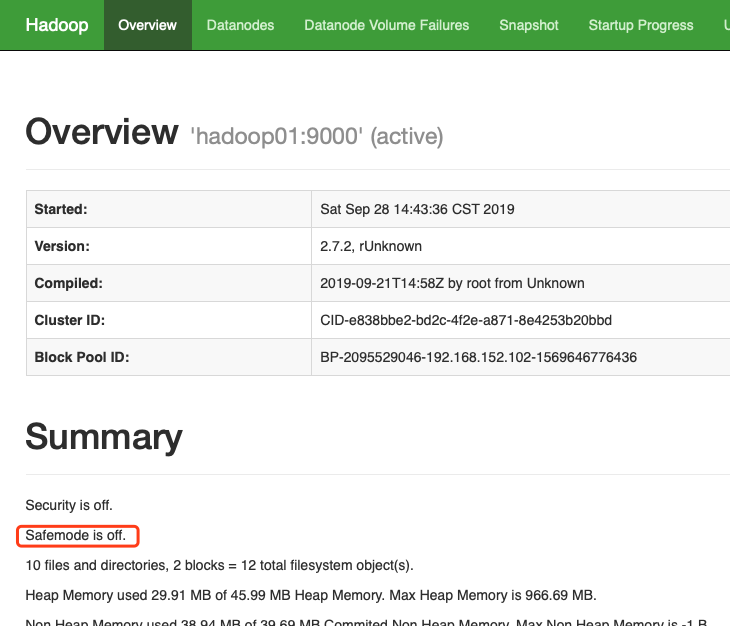 Hadoop Overview Datanodes Datanode Volume Failures Snapshot Startup Progress
Overview 'hadoop01:9000' (active)
Started: Sat Sep 28 14:43:36 CST 2019
Version: 2.7.2, rUnknown
Compiled: 2019-09-21T14:58Z by root from Unknown
Cluster ID: CID-e838bbe2-bd2c-4f2e-a871-8e4253b20bbd
Block Pool ID: BP-2095529046-192.168.152.102-1569646776436
Summary
Security is off.
Safemode is off.
10 files and directories, 2 blocks = 12 total filesystem object(s).
Heap Memory used 29.91 MB of 45.99 MB Heap Memory. Max Heap Memory is 966.69 MB.
Non Heap Memory used 38.94 MB of 39.69 MB Commited Non Heap Memory. Max Non Heap Memory is -1 B.